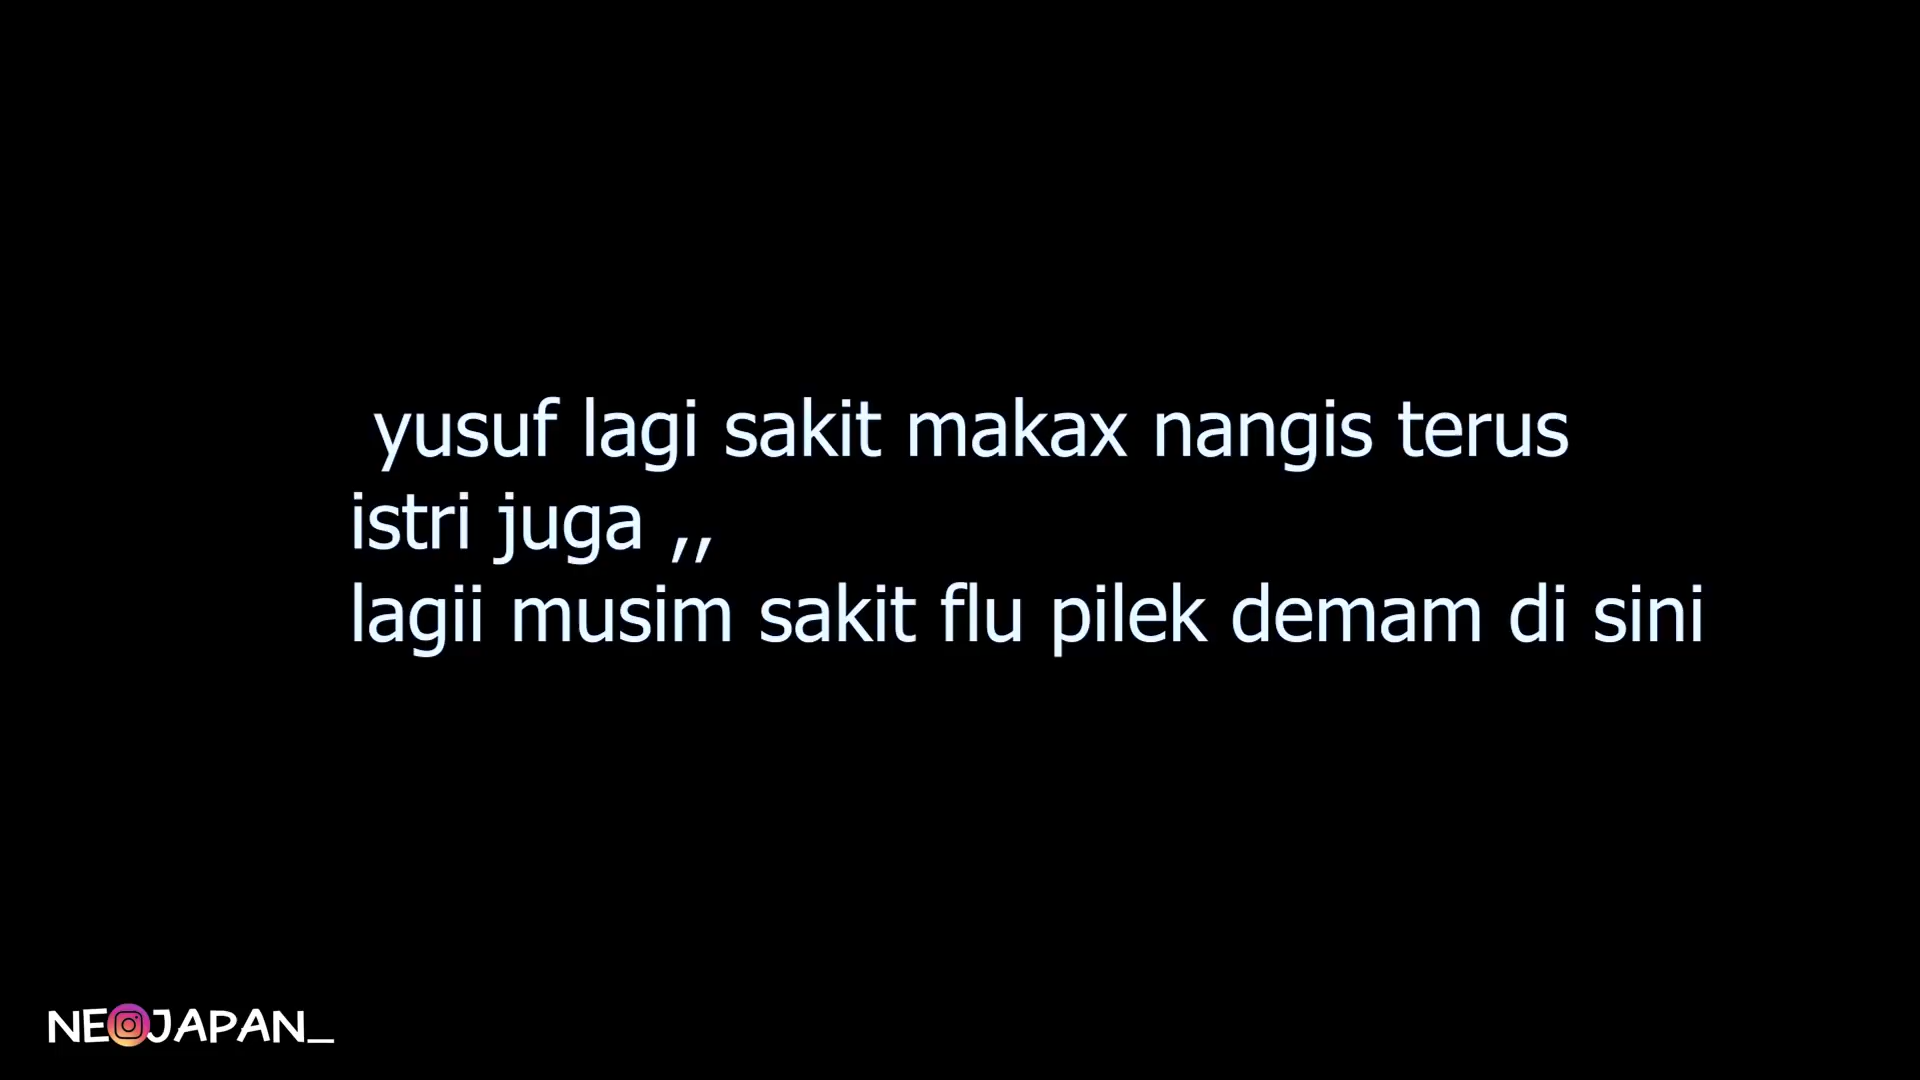 yusuf lagi sakit makax nangis terus
istri juga ,,
lagii musim sakit flu pilek demam di sini
NEOJAPAN_